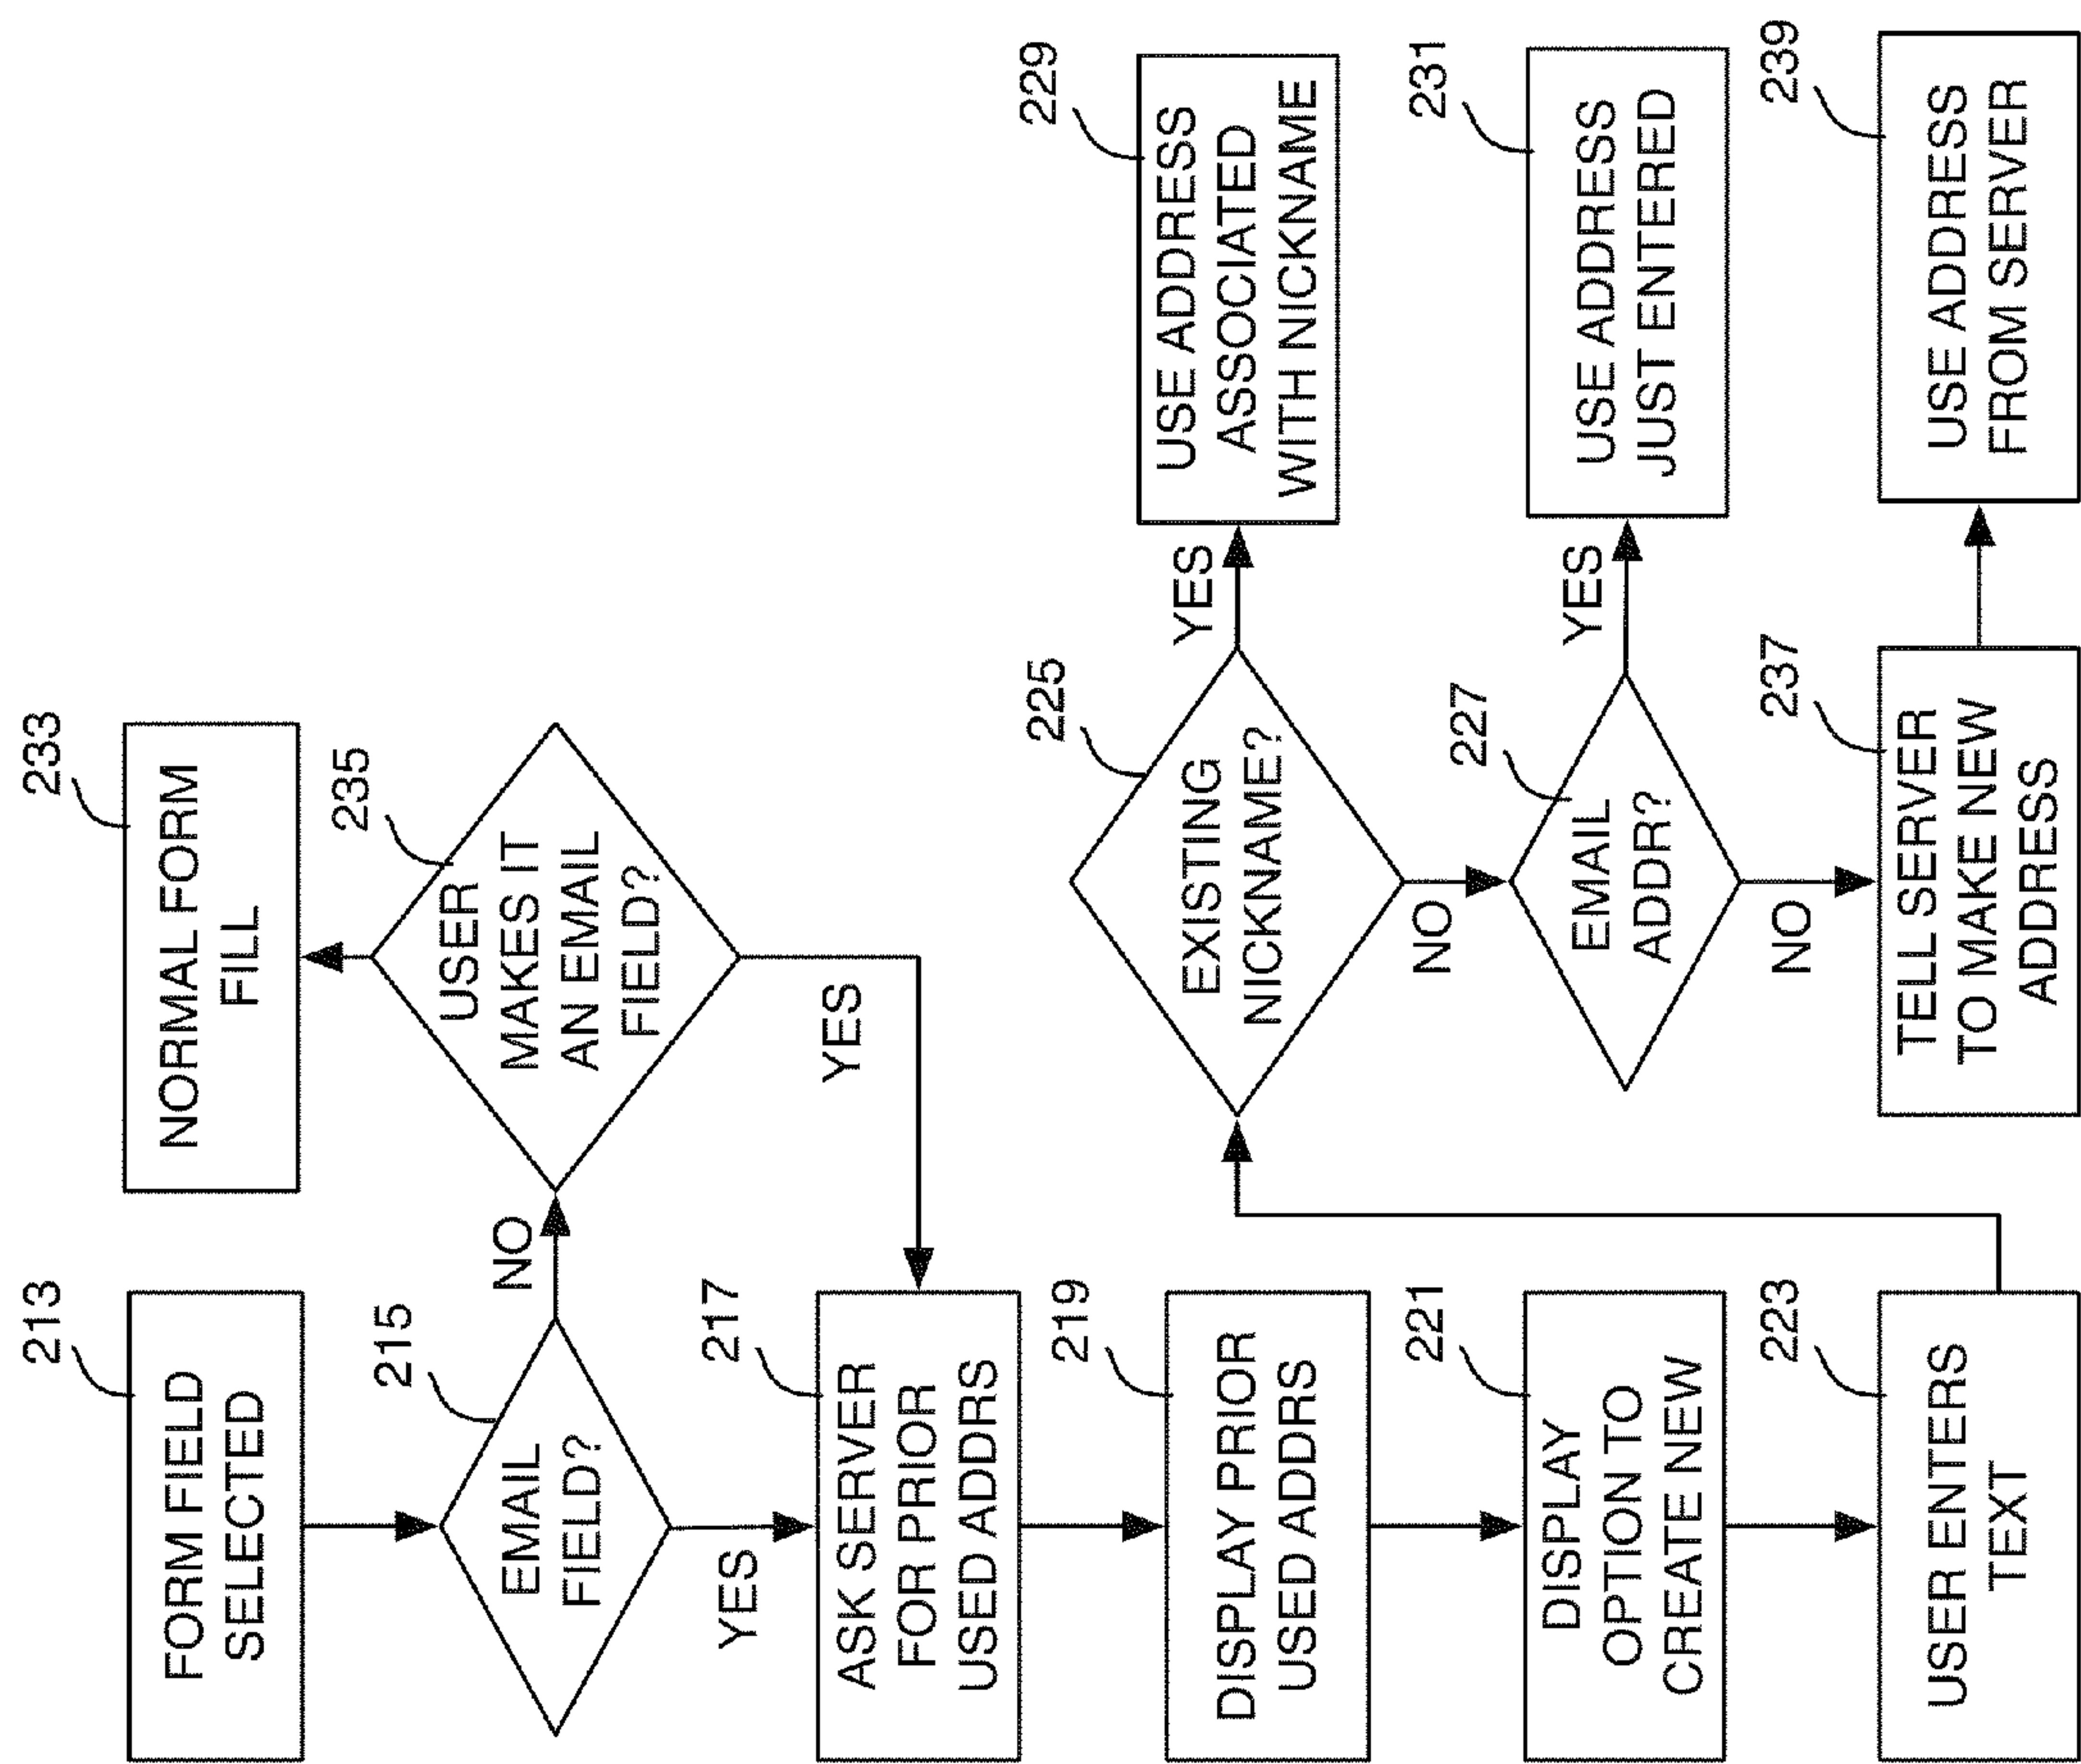 213
FORM FIELD
SELECTED
215
EMAIL
FIELD?
NO
YES
217
ASK SERVER
FOR PRIOR
USED ADDRS
219
DISPLAY PRIOR
USED ADDRS
221
DISPLAY
OPTION TO
CREATE NEW
223
USER ENTERS
TEXT
233
NORMAL FORM
FILL
235
USER
MAKES IT
AN EMAIL
FIELD?
YES
225
EXISTING
NICKNAME?
YES
NO
227
EMAIL
ADDR?
YES
NO
237
TELL SERVER
TO MAKE NEW
ADDRESS
229
USE ADDRESS
ASSOCIATED
WITH NICKNAME
231
USE ADDRESS
JUST ENTERED
239
USE ADDRESS
FROM SERVER